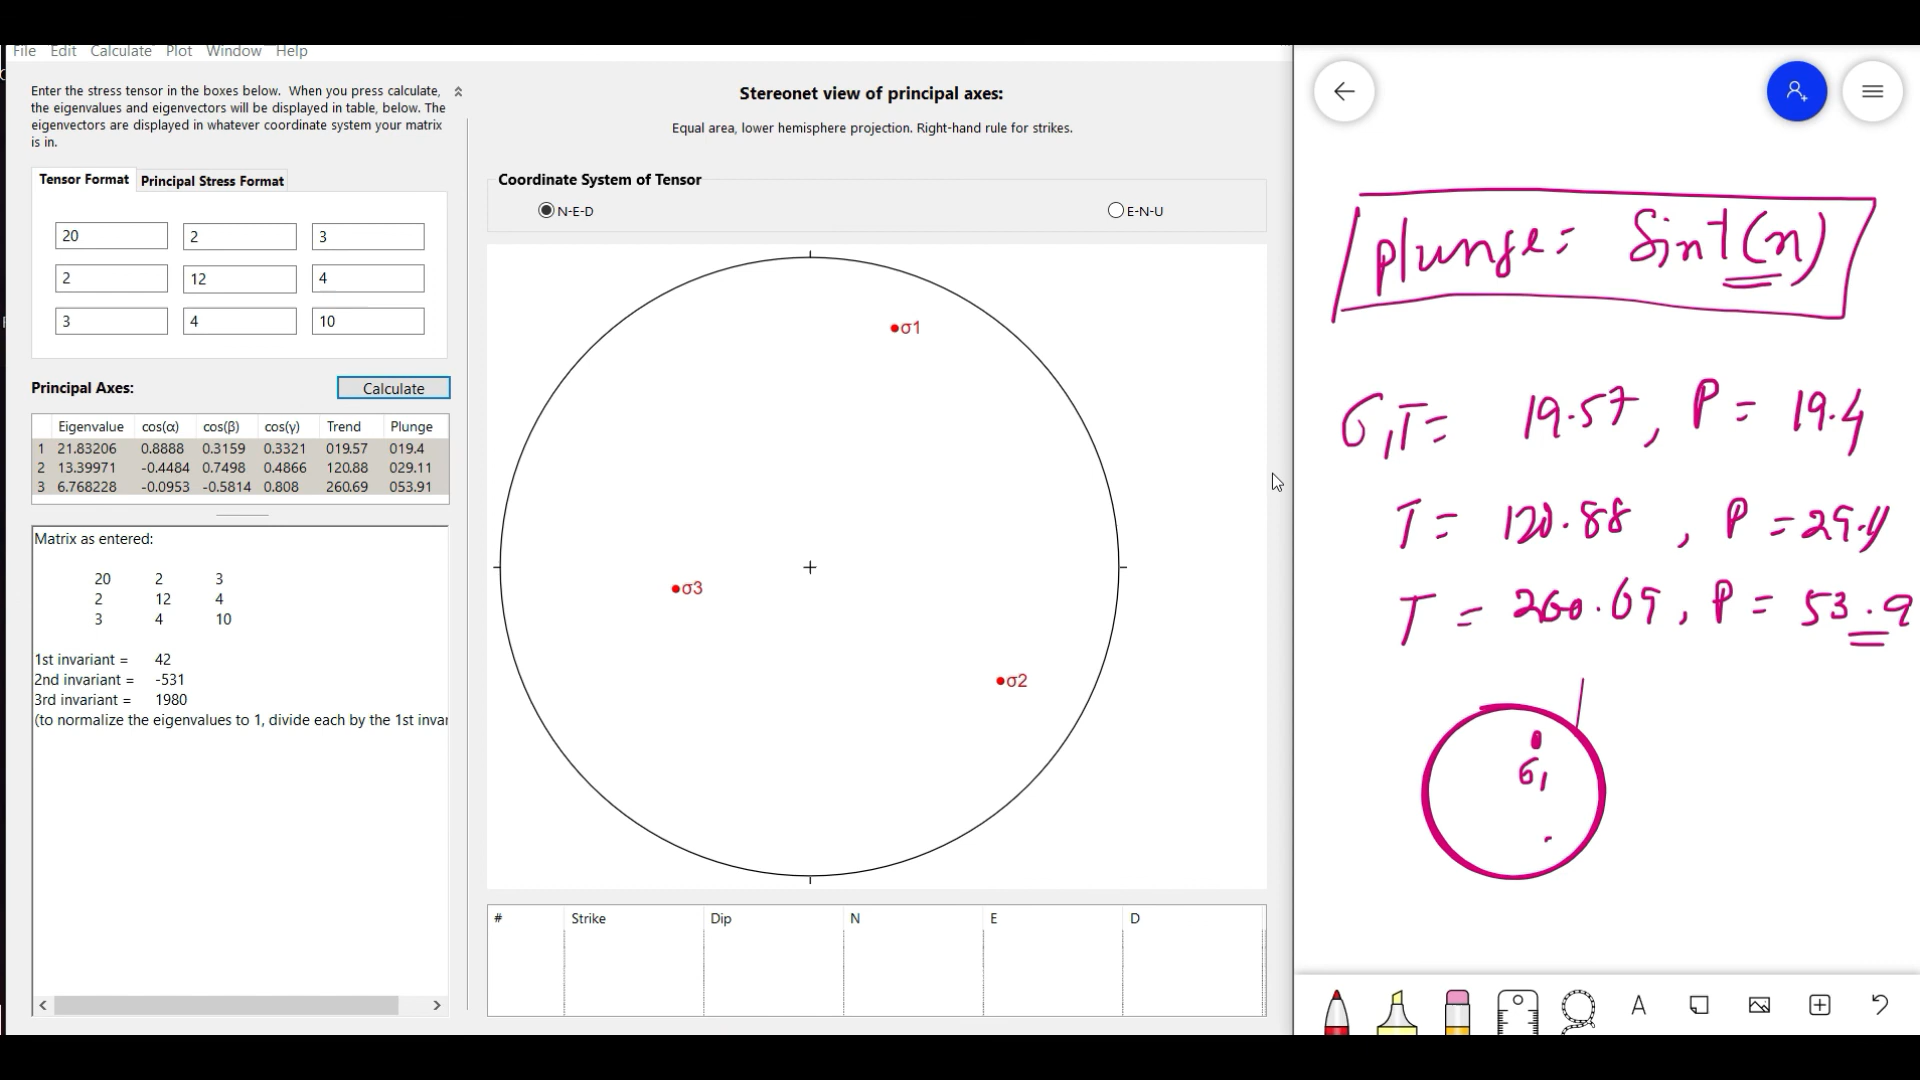 File Edit Calculate Plot Window Help
Enter the stress tensor in the boxes below. When you press calculate,
the eigenvalues and eigenvectors will be displayed in table, below. The
eigenvectors are displayed in whatever coordinate system your matrix
is in.
Tensor Format Principal Stress Format
20 2 3
2 12 4
3 4 10
Principal Axes: Calculate
Eigenvalue cos(α) cos(β) cos(γ) Trend Plunge
1 21.83206 0.8888 0.3159 0.3321 019.57 019.4
2 13.39971 -0.4484 0.7498 0.4866 120.88 029.11
3 6.768228 -0.0953 -0.5814 0.808 260.69 053.91
Matrix as entered:
20 2 3
2 12 4
3 4 10
1st invariant = 42
2nd invariant = -531
3rd invariant = 1980
(to normalize the eigenvalues to 1, divide each by the 1st invar
Stereonet view of principal axes:
Equal area, lower hemisphere projection. Right-hand rule for strikes.
Coordinate System of Tensor
N-E-D E-N-U
σ1
σ3
σ2
# Strike Dip N E D
plunge = Sin⁻¹(n)
σ₁T = 19.57, P = 19.4
T = 120.88, P = 29.11
T = 260.69, P = 53.9
σ₁
A